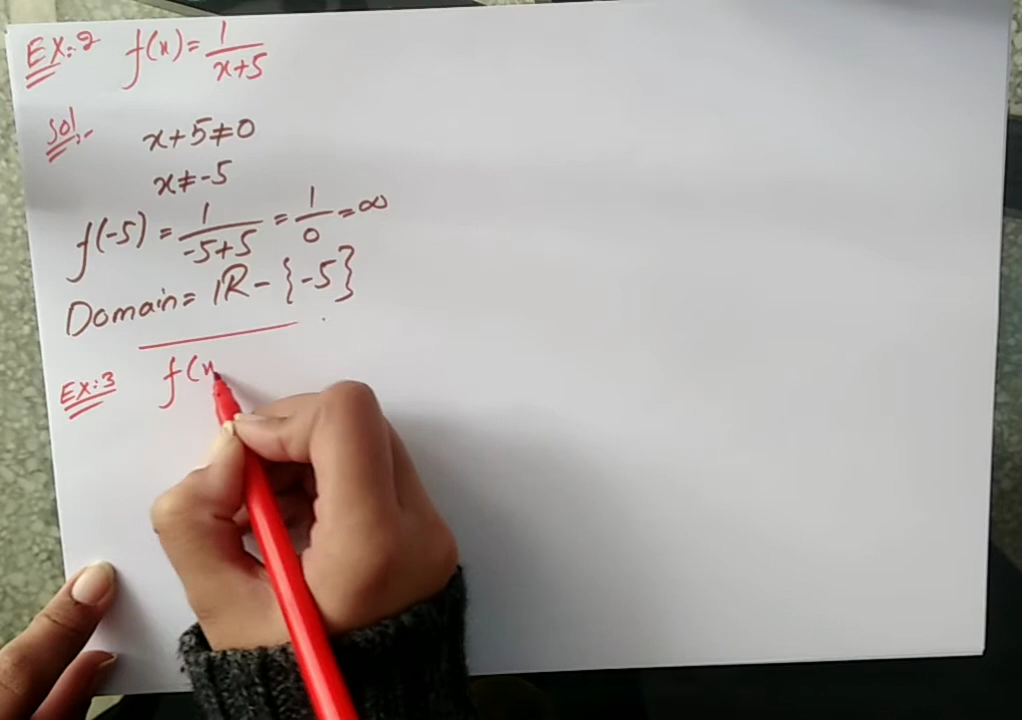 EX:2 f(x)=1/(x+5)
Sol:-
x+5≠0
x≠-5
f(-5)=1/(-5+5)=1/0=∞
Domain= IR-{-5}
EX:3 f(x